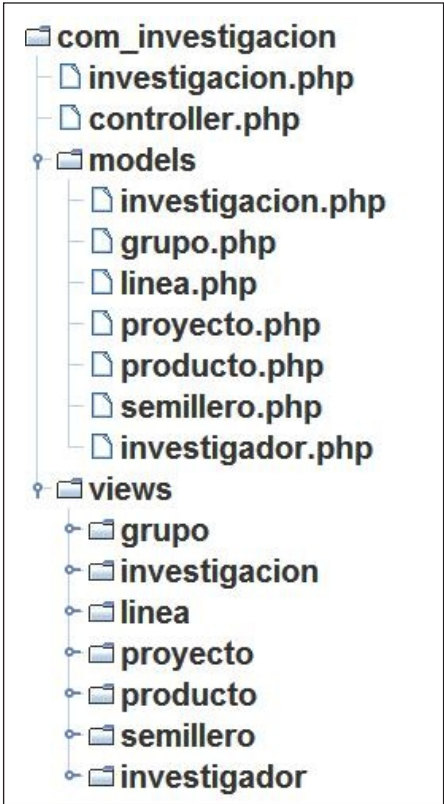 com_investigacion
investigacion.php
controller.php
models
investigacion.php
grupo.php
linea.php
proyecto.php
producto.php
semillero.php
investigador.php
views
grupo
investigacion
linea
proyecto
producto
semillero
investigador